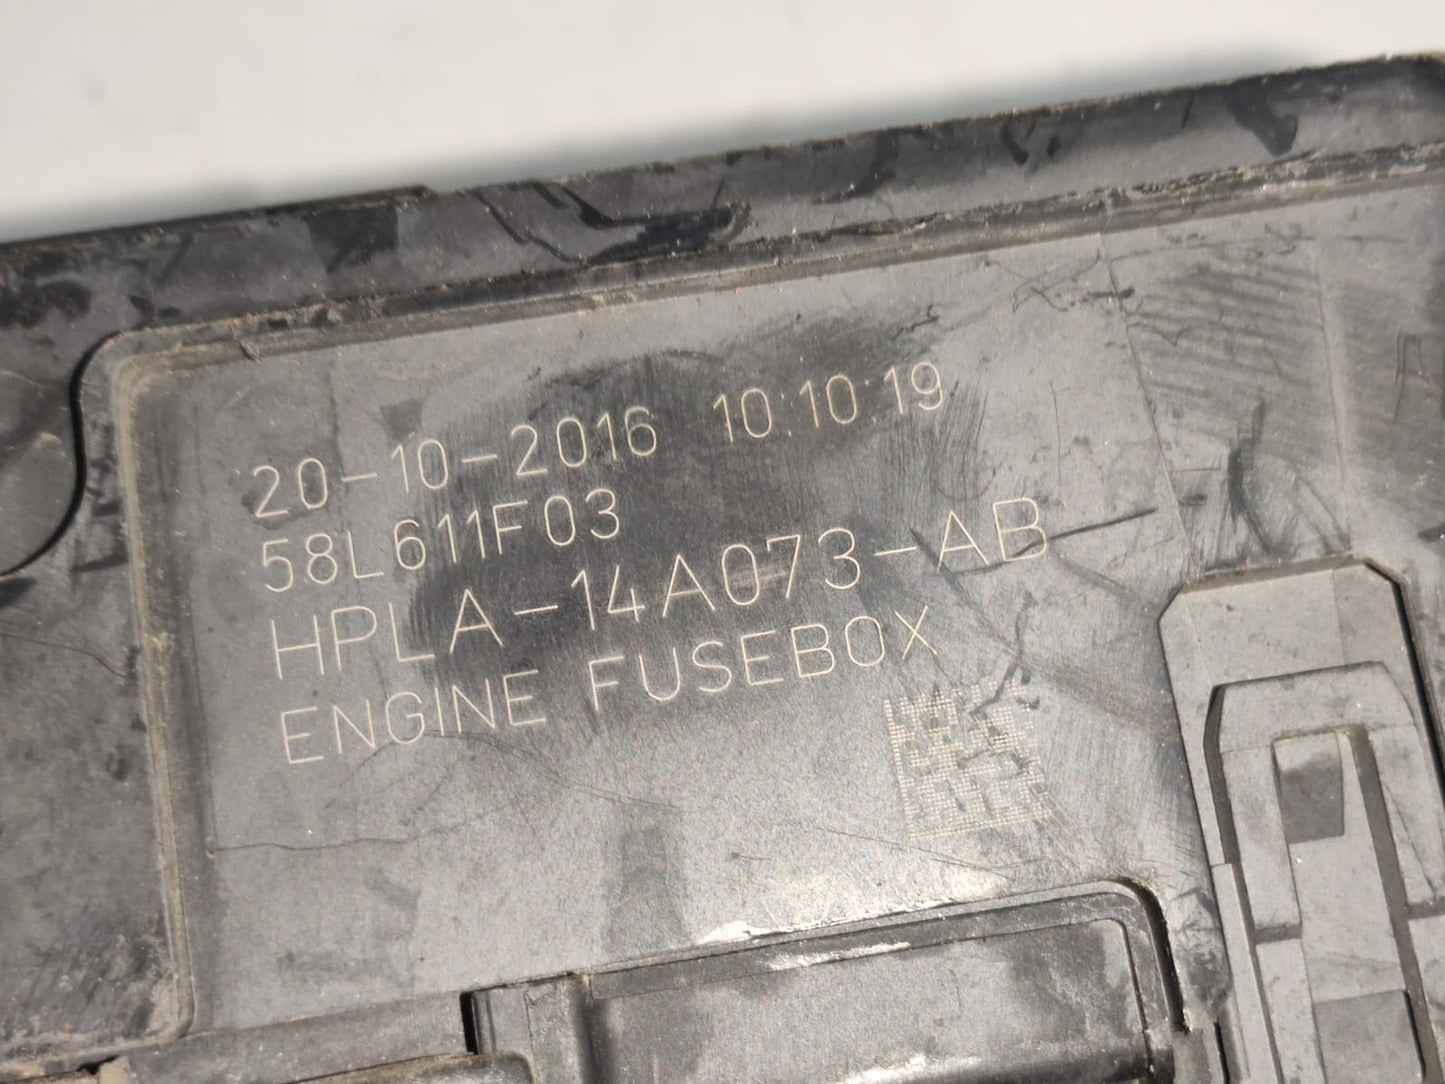 20-10-2016 10:10:19
58L611F03
HPLA-14A073-AB
ENGINE FUSEBOX